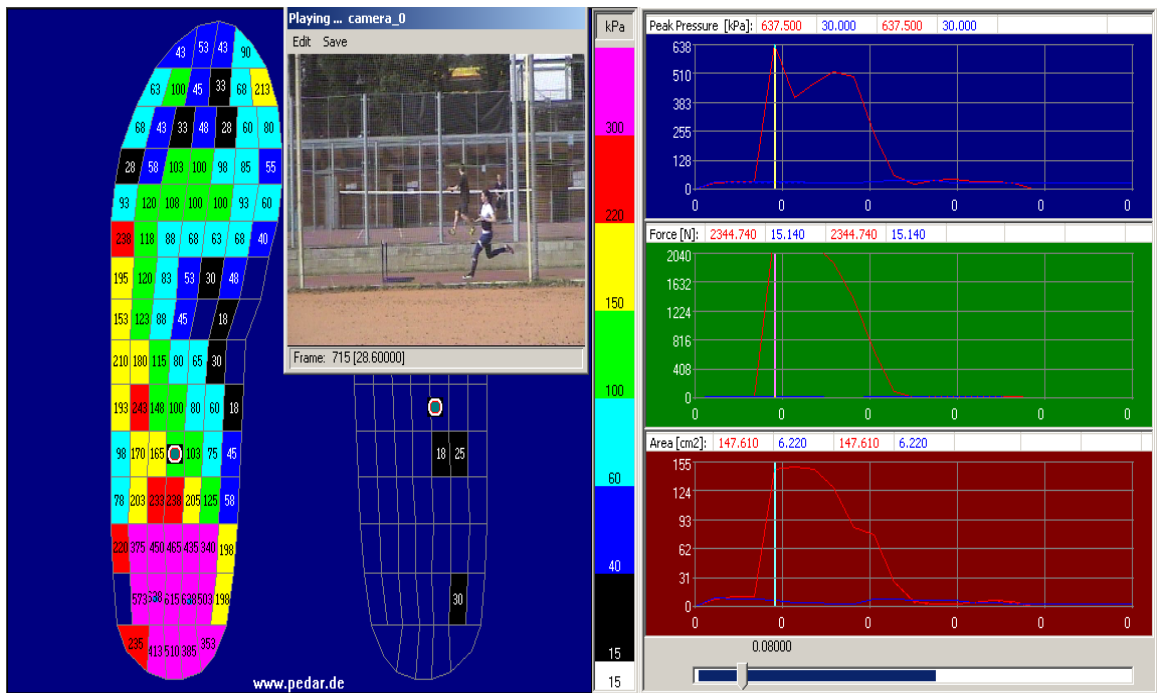 Playing ... camera_0
Edit Save
Frame: 715 [28.60000]
43 53 43 90
63 100 45 33 68 213
68 43 33 48 28 60 80
28 58 103 100 98 85 55
93 120 108 100 100 93 60
238 118 88 68 63 68 40
195 120 83 53 30 48
153 123 88 45 18
210 180 115 80 65 30
193 243 148 100 80 60 18
98 170 165 103 75 45
78 203 233 238 205 125 58
220 375 450 465 435 340 198
573 538 615 638 503 198
235 413 510 385 353
18 25
30
www.pedar.de
kPa
300
220
150
100
60
40
15
15
Peak Pressure [kPa]: 637.500 30.000 637.500 30.000
638
510
383
255
128
0
0 0 0 0 0 0
Force [N]: 2344.740 15.140 2344.740 15.140
2040
1632
1224
816
408
0
0 0 0 0 0 0
Area [cm2]: 147.610 6.220 147.610 6.220
155
124
93
62
31
0
0 0 0 0 0 0
0.08000